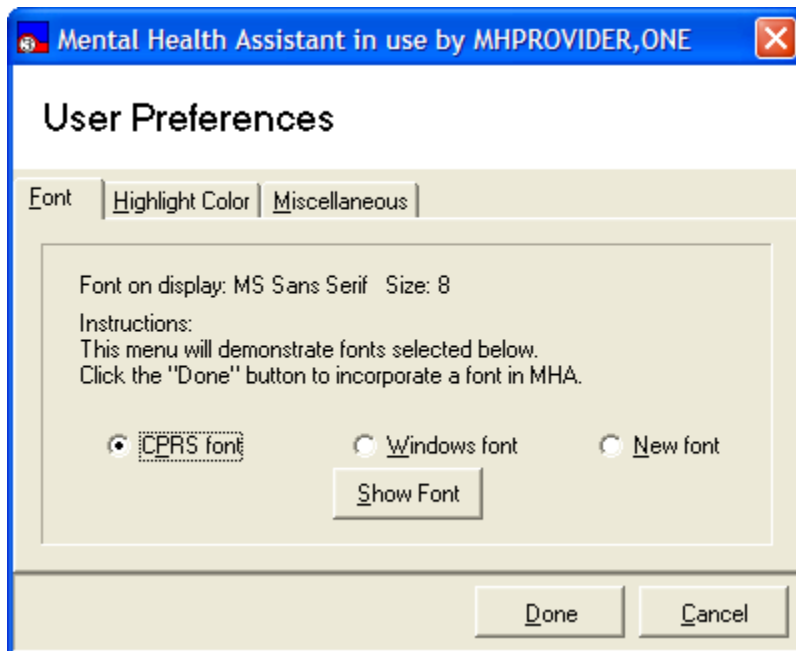 Mental Health Assistant in use by MHPROVIDER,ONE
User Preferences
Font Highlight Color Miscellaneous
Font on display: MS Sans Serif Size: 8
Instructions:
This menu will demonstrate fonts selected below.
Click the "Done" button to incorporate a font in MHA.
CPRS font Windows font New font
Show Font
Done Cancel